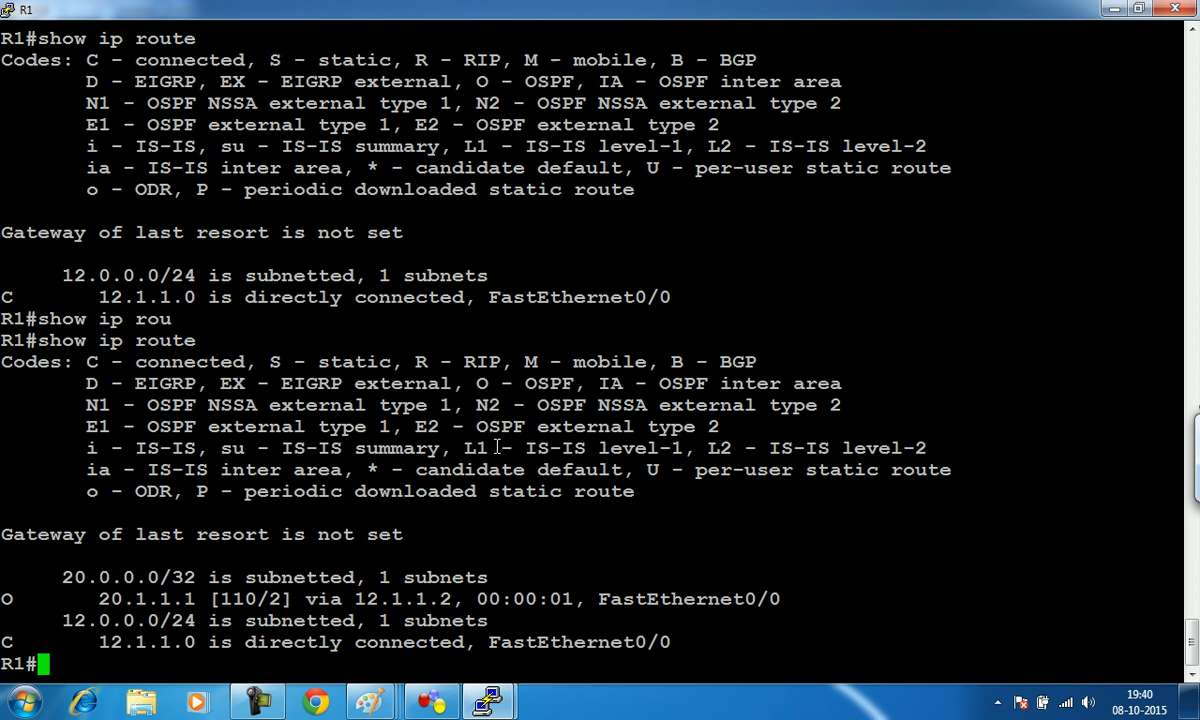 R1
R1#show ip route
Codes: C - connected, S - static, R - RIP, M - mobile, B - BGP
D - EIGRP, EX - EIGRP external, O - OSPF, IA - OSPF inter area
N1 - OSPF NSSA external type 1, N2 - OSPF NSSA external type 2
E1 - OSPF external type 1, E2 - OSPF external type 2
i - IS-IS, su - IS-IS summary, L1 - IS-IS level-1, L2 - IS-IS level-2
ia - IS-IS inter area, * - candidate default, U - per-user static route
o - ODR, P - periodic downloaded static route
Gateway of last resort is not set
12.0.0.0/24 is subnetted, 1 subnets
C 12.1.1.0 is directly connected, FastEthernet0/0
R1#show ip rou
R1#show ip route
Codes: C - connected, S - static, R - RIP, M - mobile, B - BGP
D - EIGRP, EX - EIGRP external, O - OSPF, IA - OSPF inter area
N1 - OSPF NSSA external type 1, N2 - OSPF NSSA external type 2
E1 - OSPF external type 1, E2 - OSPF external type 2
i - IS-IS, su - IS-IS summary, L1 - IS-IS level-1, L2 - IS-IS level-2
ia - IS-IS inter area, * - candidate default, U - per-user static route
o - ODR, P - periodic downloaded static route
Gateway of last resort is not set
20.0.0.0/32 is subnetted, 1 subnets
O 20.1.1.1 [110/2] via 12.1.1.2, 00:00:01, FastEthernet0/0
12.0.0.0/24 is subnetted, 1 subnets
C 12.1.1.0 is directly connected, FastEthernet0/0
R1#
19:40
08-10-2015